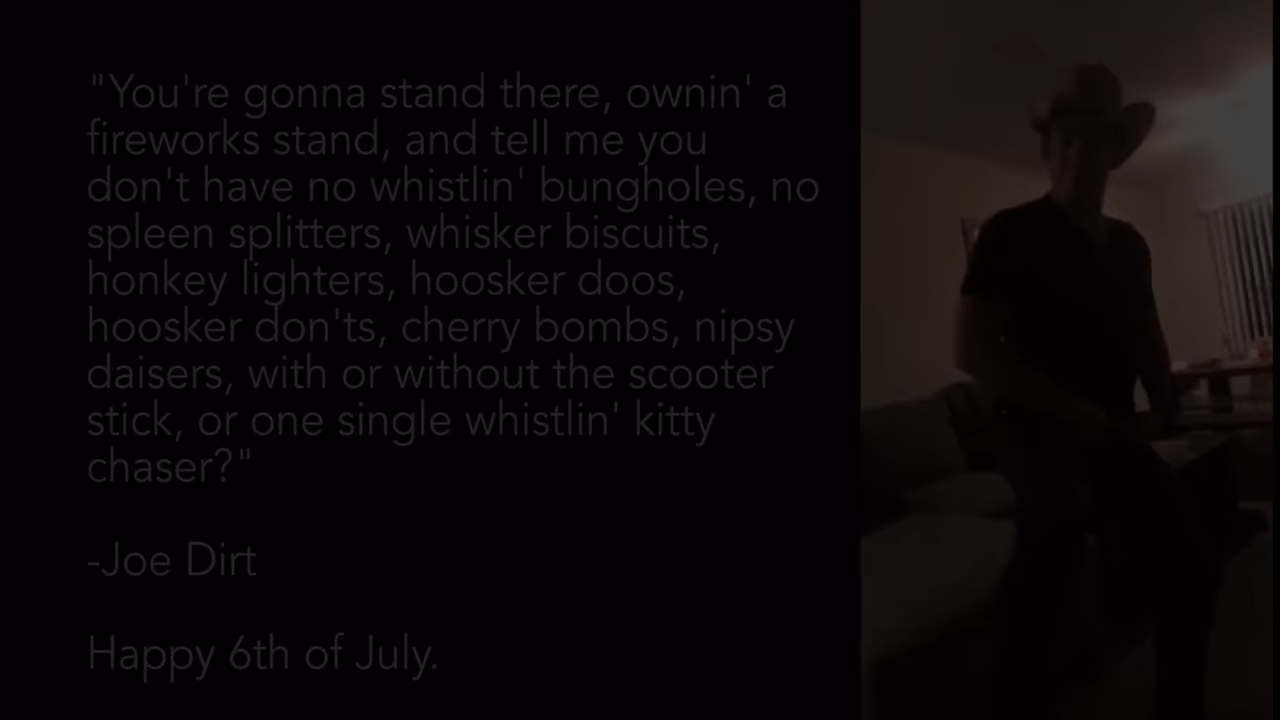 "You're gonna stand there, ownin' a
fireworks stand, and tell me you
don't have no whistlin' bungholes, no
spleen splitters, whisker biscuits,
honkey lighters, hoosker doos,
hoosker don'ts, cherry bombs, nipsy
daisers, with or without the scooter
stick, or one single whistlin' kitty
chaser?"
-Joe Dirt
Happy 6th of July.